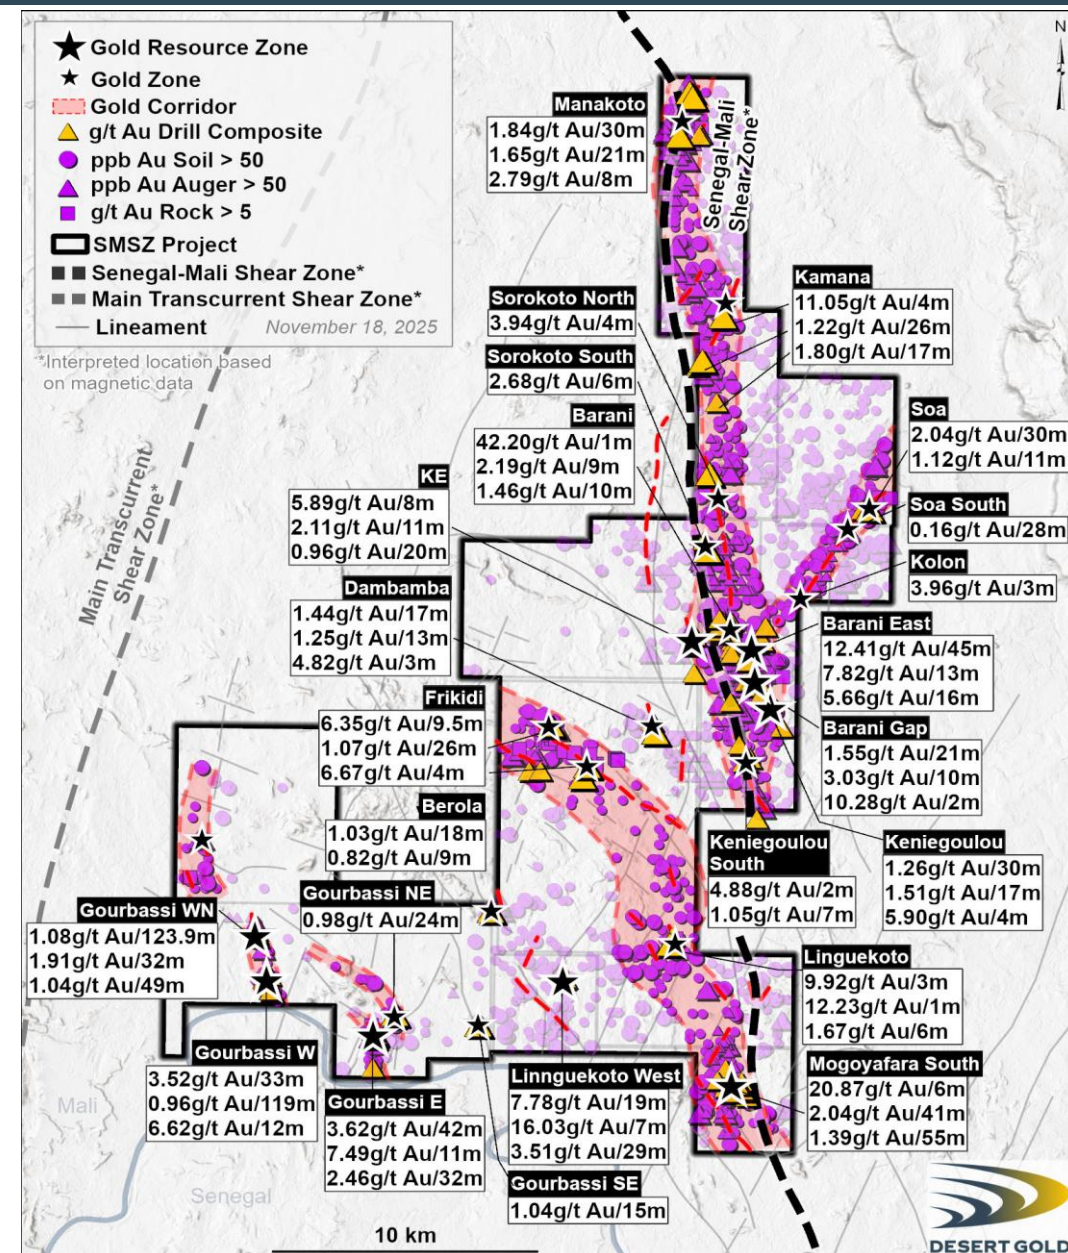 Gold Resource Zone
Gold Zone
Gold Corridor
g/t Au Drill Composite
ppb Au Soil > 50
ppb Au Auger > 50
g/t Au Rock > 5
SMSZ Project
Senegal-Mali Shear Zone*
Main Transcurrent Shear Zone*
Lineament
November 18, 2025
*Interpreted location based
on magnetic data
N
Manakoto
1.84g/t Au/30m
1.65g/t Au/21m
2.79g/t Au/8m
Senegal-Mali
Shear Zone*
Kamana
11.05g/t Au/4m
1.22g/t Au/26m
1.80g/t Au/17m
Sorokoto North
3.94g/t Au/4m
Sorokoto South
2.68g/t Au/6m
Barani
42.20g/t Au/1m
2.19g/t Au/9m
1.46g/t Au/10m
Soa
2.04g/t Au/30m
1.12g/t Au/11m
Soa South
0.16g/t Au/28m
Kolon
3.96g/t Au/3m
KE
5.89g/t Au/8m
2.11g/t Au/11m
0.96g/t Au/20m
Main Transcurrent
Shear Zone*
Dambamba
1.44g/t Au/17m
1.25g/t Au/13m
4.82g/t Au/3m
Barani East
12.41g/t Au/45m
7.82g/t Au/13m
5.66g/t Au/16m
Frikidi
6.35g/t Au/9.5m
1.07g/t Au/26m
6.67g/t Au/4m
Barani Gap
1.55g/t Au/21m
3.03g/t Au/10m
10.28g/t Au/2m
Berola
1.03g/t Au/18m
0.82g/t Au/9m
Keniegoulou
South
4.88g/t Au/2m
1.05g/t Au/7m
Keniegoulou
1.26g/t Au/30m
1.51g/t Au/17m
5.90g/t Au/4m
Gourbassi NE
0.98g/t Au/24m
Gourbassi WN
1.08g/t Au/123.9m
1.91g/t Au/32m
1.04g/t Au/49m
Linguekoto
9.92g/t Au/3m
12.23g/t Au/1m
1.67g/t Au/6m
Gourbassi W
3.52g/t Au/33m
0.96g/t Au/119m
6.62g/t Au/12m
Gourbassi E
3.62g/t Au/42m
7.49g/t Au/11m
2.46g/t Au/32m
Linnguekoto West
7.78g/t Au/19m
16.03g/t Au/7m
3.51g/t Au/29m
Mogoyafara South
20.87g/t Au/6m
2.04g/t Au/41m
1.39g/t Au/55m
Gourbassi SE
1.04g/t Au/15m
Mali
Senegal
10 km
DESERT GOLD